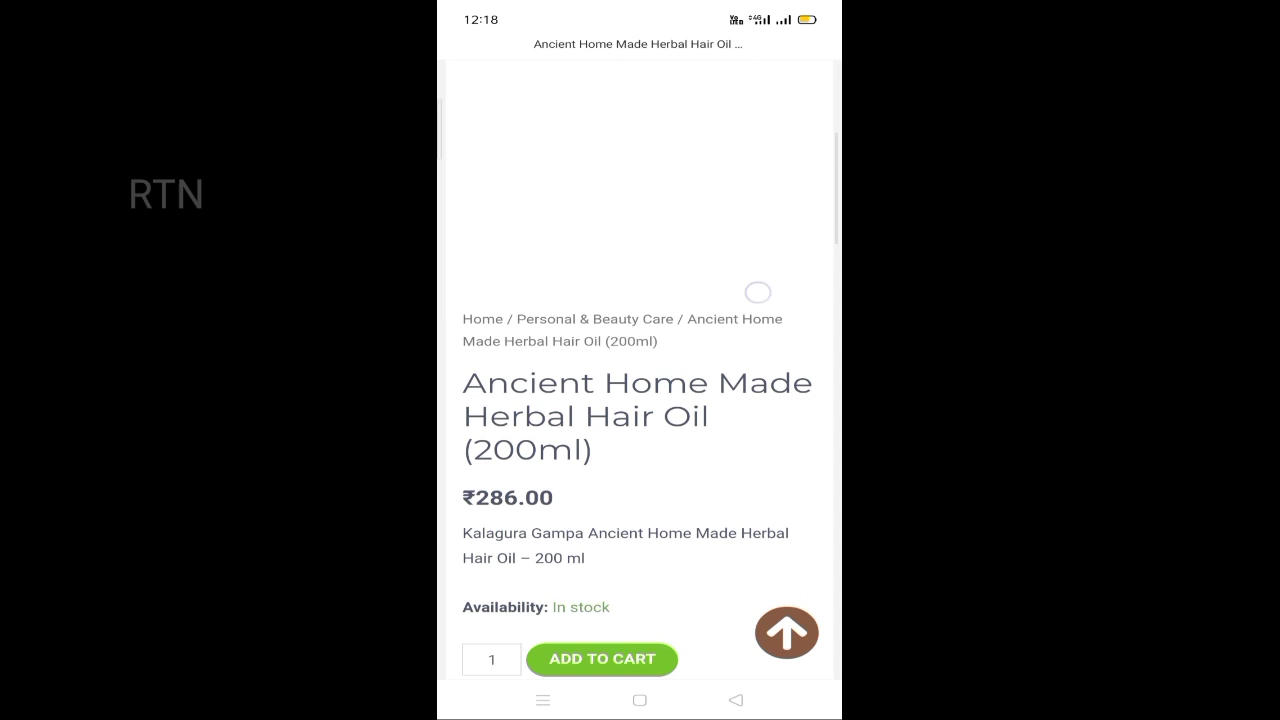 12:18
Ancient Home Made Herbal Hair Oil ...
RTN
Home / Personal & Beauty Care / Ancient Home
Made Herbal Hair Oil (200ml)
Ancient Home Made
Herbal Hair Oil
(200ml)
₹286.00
Kalagura Gampa Ancient Home Made Herbal
Hair Oil – 200 ml
Availability: In stock
1 ADD TO CART